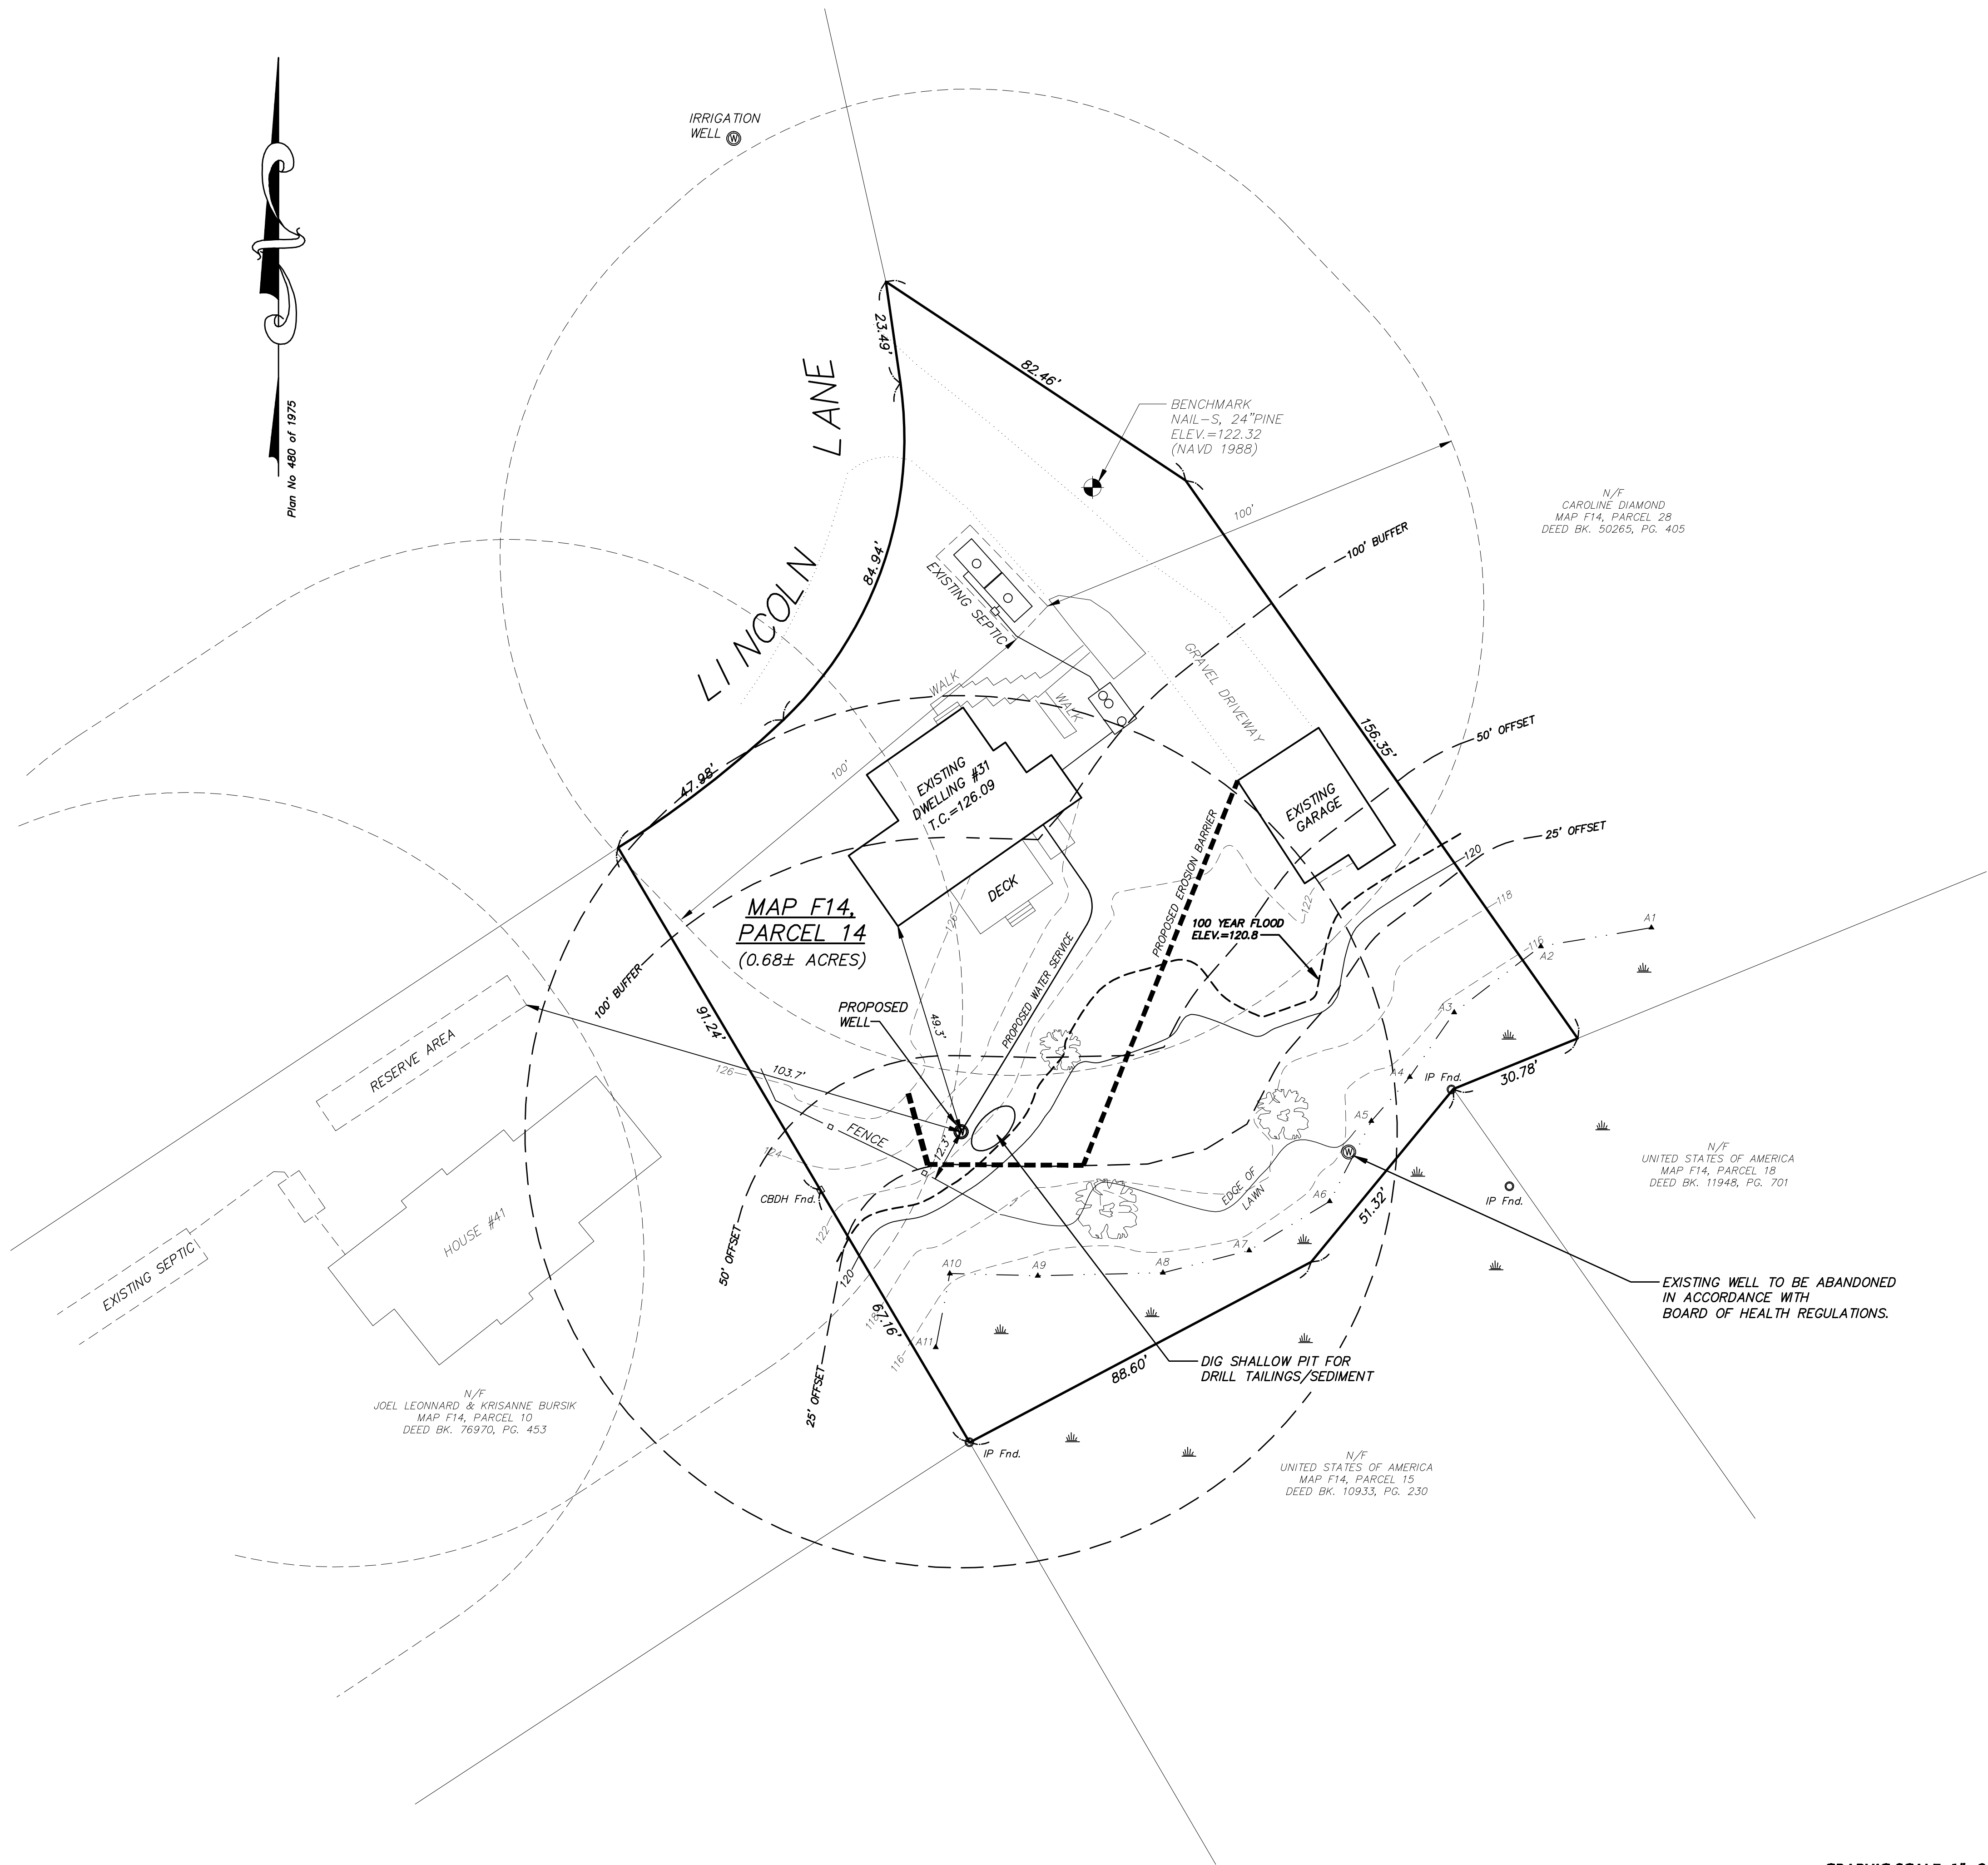 IRRIGATION
WELL W
Plan No 480 of 1975
LINCOLN LANE
23.49'
82.46'
BENCHMARK
NAIL-S, 24"PINE
ELEV.=122.32
(NAVD 1988)
100'
100' BUFFER
N/F
CAROLINE DIAMOND
MAP F14, PARCEL 28
DEED BK. 50265, PG. 405
84.94'
EXISTING SEPTIC
WALK
WALK
GRAVEL DRIVEWAY
156.35'
50' OFFSET
47.98'
100'
EXISTING
DWELLING #31
T.C.=126.09
EXISTING
GARAGE
25' OFFSET
120
118
PROPOSED EROSION BARRIER
DECK
126
122
MAP F14,
PARCEL 14
(0.68± ACRES)
100 YEAR FLOOD
ELEV.=120.8
A1
116
A2
100' BUFFER
PROPOSED
WELL
49.3'
PROPOSED WATER SERVICE
91.24'
A3
RESERVE AREA
103.7'
126
A4
IP Fnd.
30.78'
W
12.3'
FENCE
A5
W
124
N/F
UNITED STATES OF AMERICA
MAP F14, PARCEL 18
DEED BK. 11948, PG. 701
CBDH Fnd.
EDGE OF
LAWN
A6
IP Fnd.
51.32'
HOUSE #41
122
A7
EXISTING SEPTIC
50' OFFSET
120
A10
A9
A8
EXISTING WELL TO BE ABANDONED
IN ACCORDANCE WITH
BOARD OF HEALTH REGULATIONS.
118
67.16'
A11
116
DIG SHALLOW PIT FOR
DRILL TAILINGS/SEDIMENT
88.60'
25' OFFSET
N/F
JOEL LEONNARD & KRISANNE BURSIK
MAP F14, PARCEL 10
DEED BK. 76970, PG. 453
IP Fnd.
N/F
UNITED STATES OF AMERICA
MAP F14, PARCEL 15
DEED BK. 10933, PG. 230